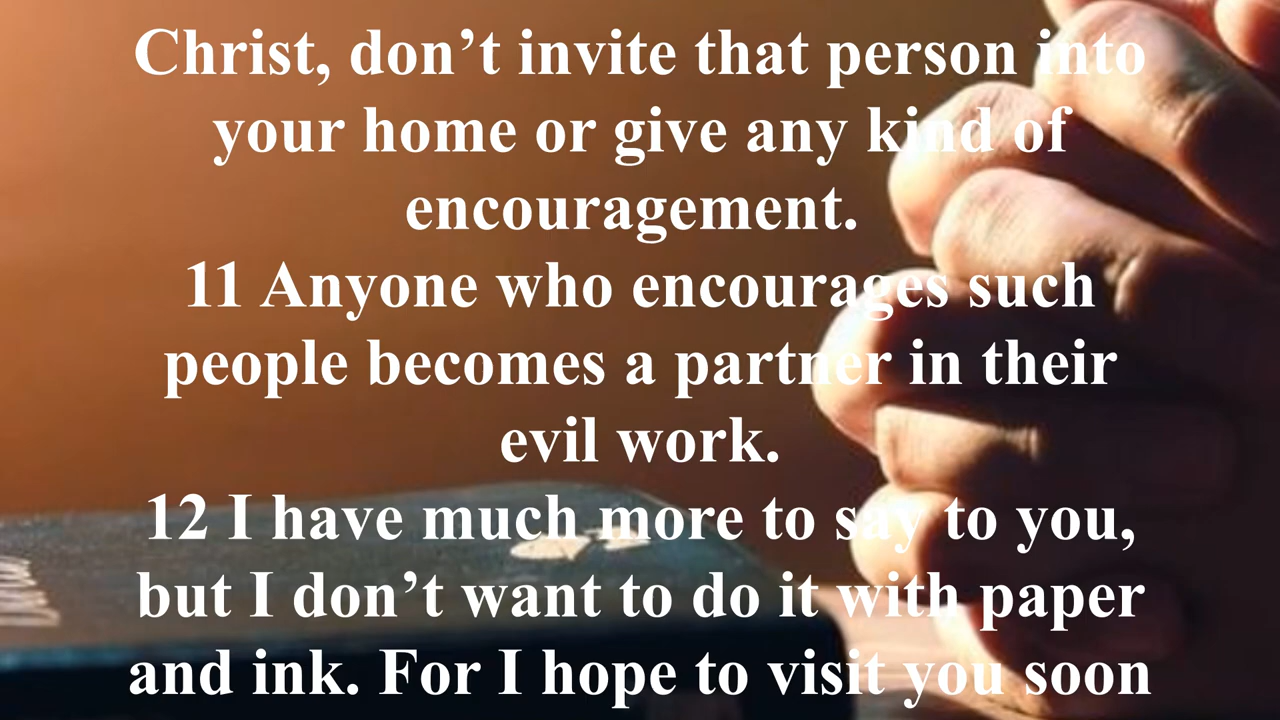 Christ, don’t invite that person into
your home or give any kind of
encouragement.
11 Anyone who encourages such
people becomes a partner in their
evil work.
12 I have much more to say to you,
but I don’t want to do it with paper
and ink. For I hope to visit you soon